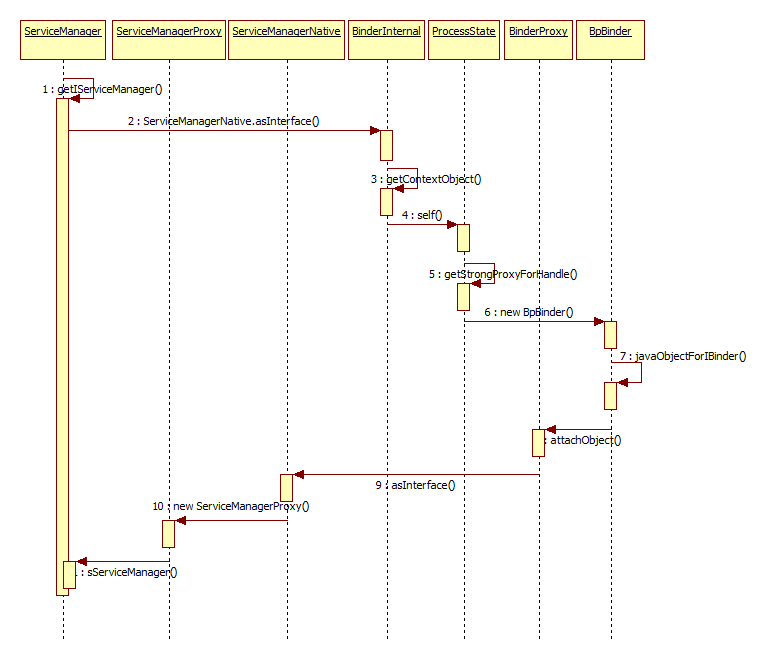 ServiceManager
ServiceManagerProxy
ServiceManagerNative
BinderInternal
ProcessState
BinderProxy
BpBinder
1 : getIServiceManager()
2 : ServiceManagerNative.asInterface()
3 : getContextObject()
4 : self()
5 : getStrongProxyForHandle()
6 : new BpBinder()
7 : javaObjectForIBinder()
: attachObject()
9 : asInterface()
10 : new ServiceManagerProxy()
: sServiceManager()